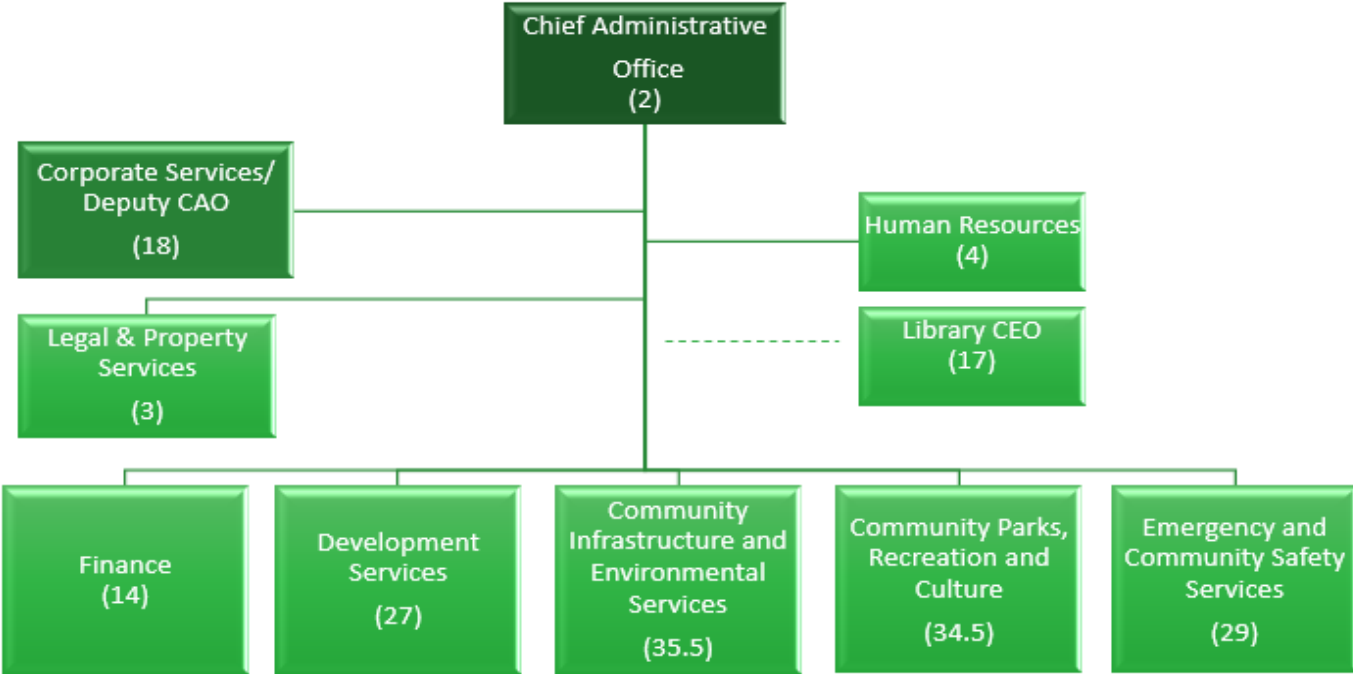 Chief Administrative
Office
(2)
Corporate Services/
Deputy CAO
(18)
Human Resources
(4)
Legal & Property
Services
(3)
Library CEO
(17)
Finance
(14)
Development
Services
(27)
Community
Infrastructure and
Environmental
Services
(35.5)
Community Parks,
Recreation and
Culture
(34.5)
Emergency and
Community Safety
Services
(29)